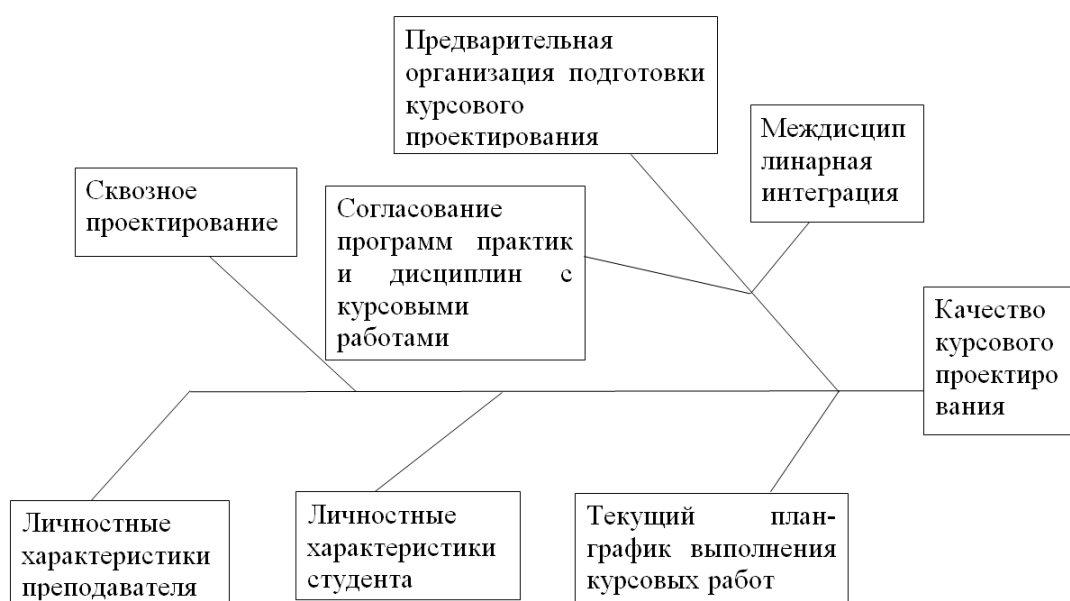 Предварительная
организация подготовки
курсового
проектирования
Междисцип
линарная
интеграция
Сквозное
проектирование
Согласование
программ практик
и дисциплин с
курсовыми
работами
Качество
курсового
проектиро
вания
Личностные
характеристики
преподавателя
Личностные
характеристики
студента
Текущий план-
график выполнения
курсовых работ